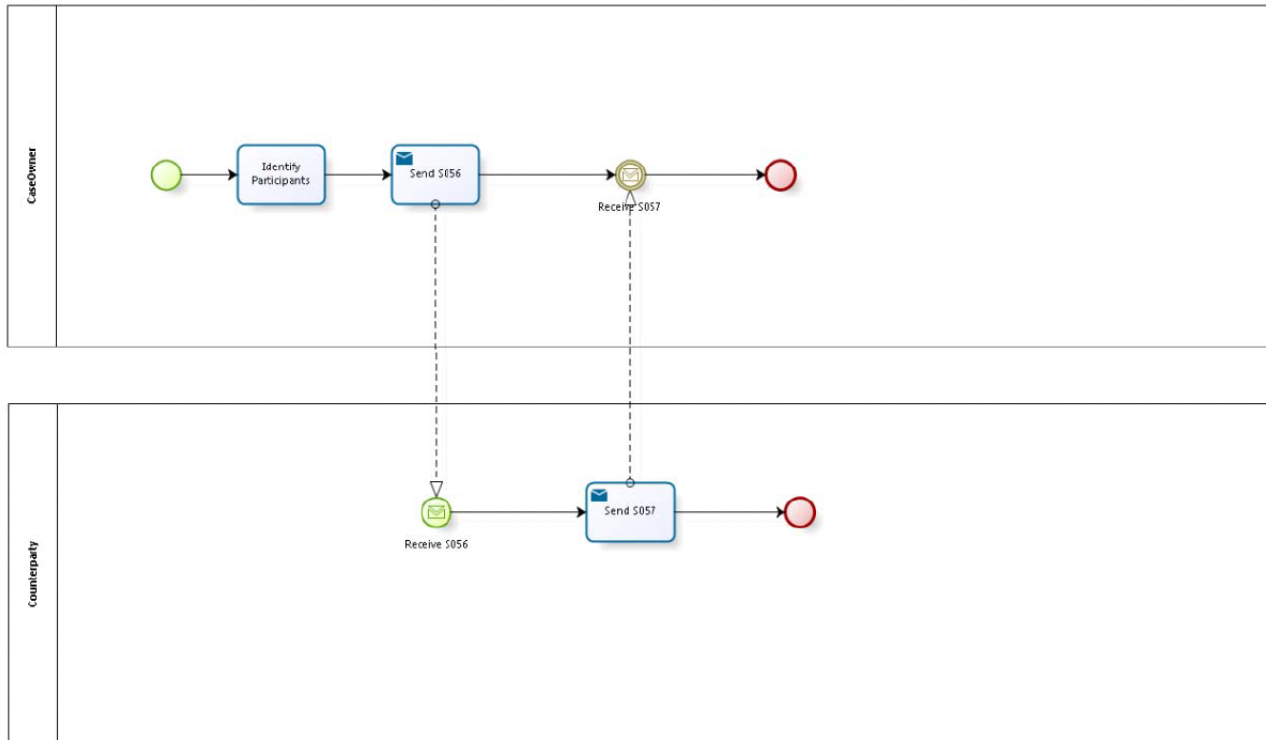 CaseOwner
Identify
Participants
Send S056
Receive S057
Counterparty
Receive S056
Send S057